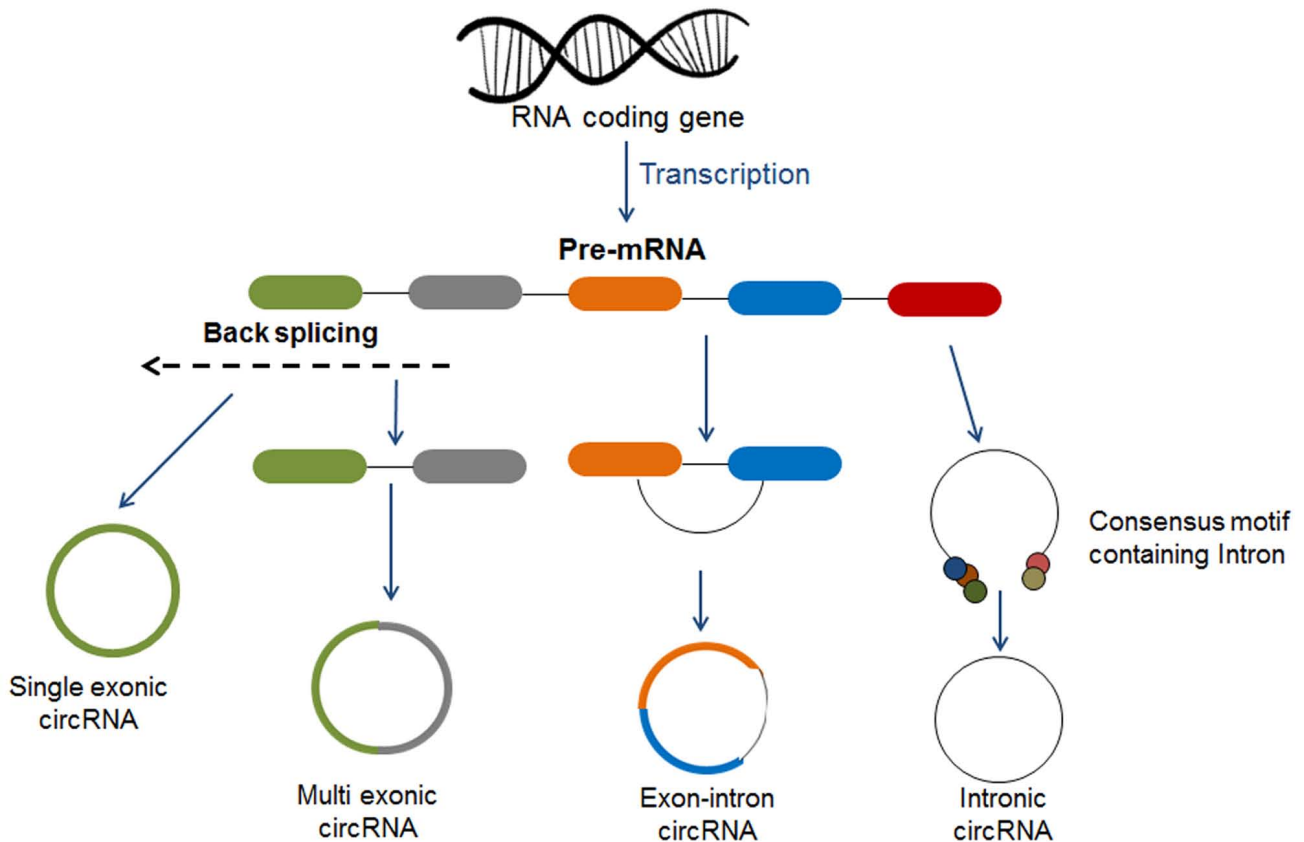 RNA coding gene
Transcription
Pre-mRNA
Back splicing
Consensus motif
containing Intron
Single exonic
circRNA
Multi exonic
circRNA
Exon-intron
circRNA
Intronic
circRNA